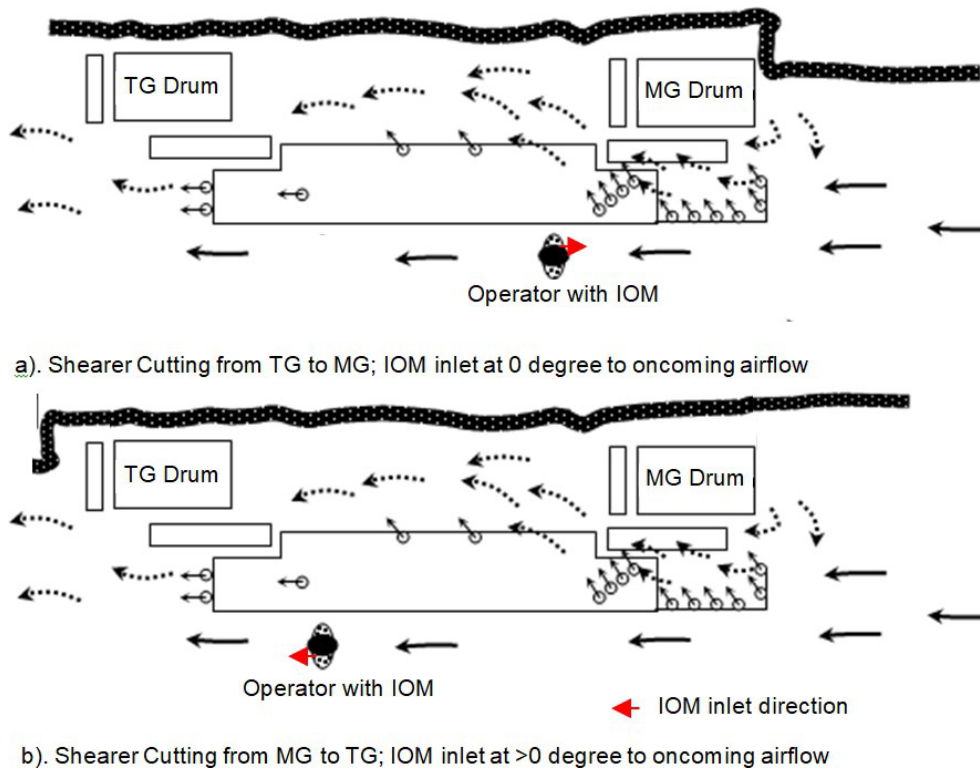 TG Drum
MG Drum
Operator with IOM
a). Shearer Cutting from TG to MG; IOM inlet at 0 degree to oncoming airflow
TG Drum
MG Drum
Operator with IOM
IOM inlet direction
b). Shearer Cutting from MG to TG; IOM inlet at >0 degree to oncoming airflow